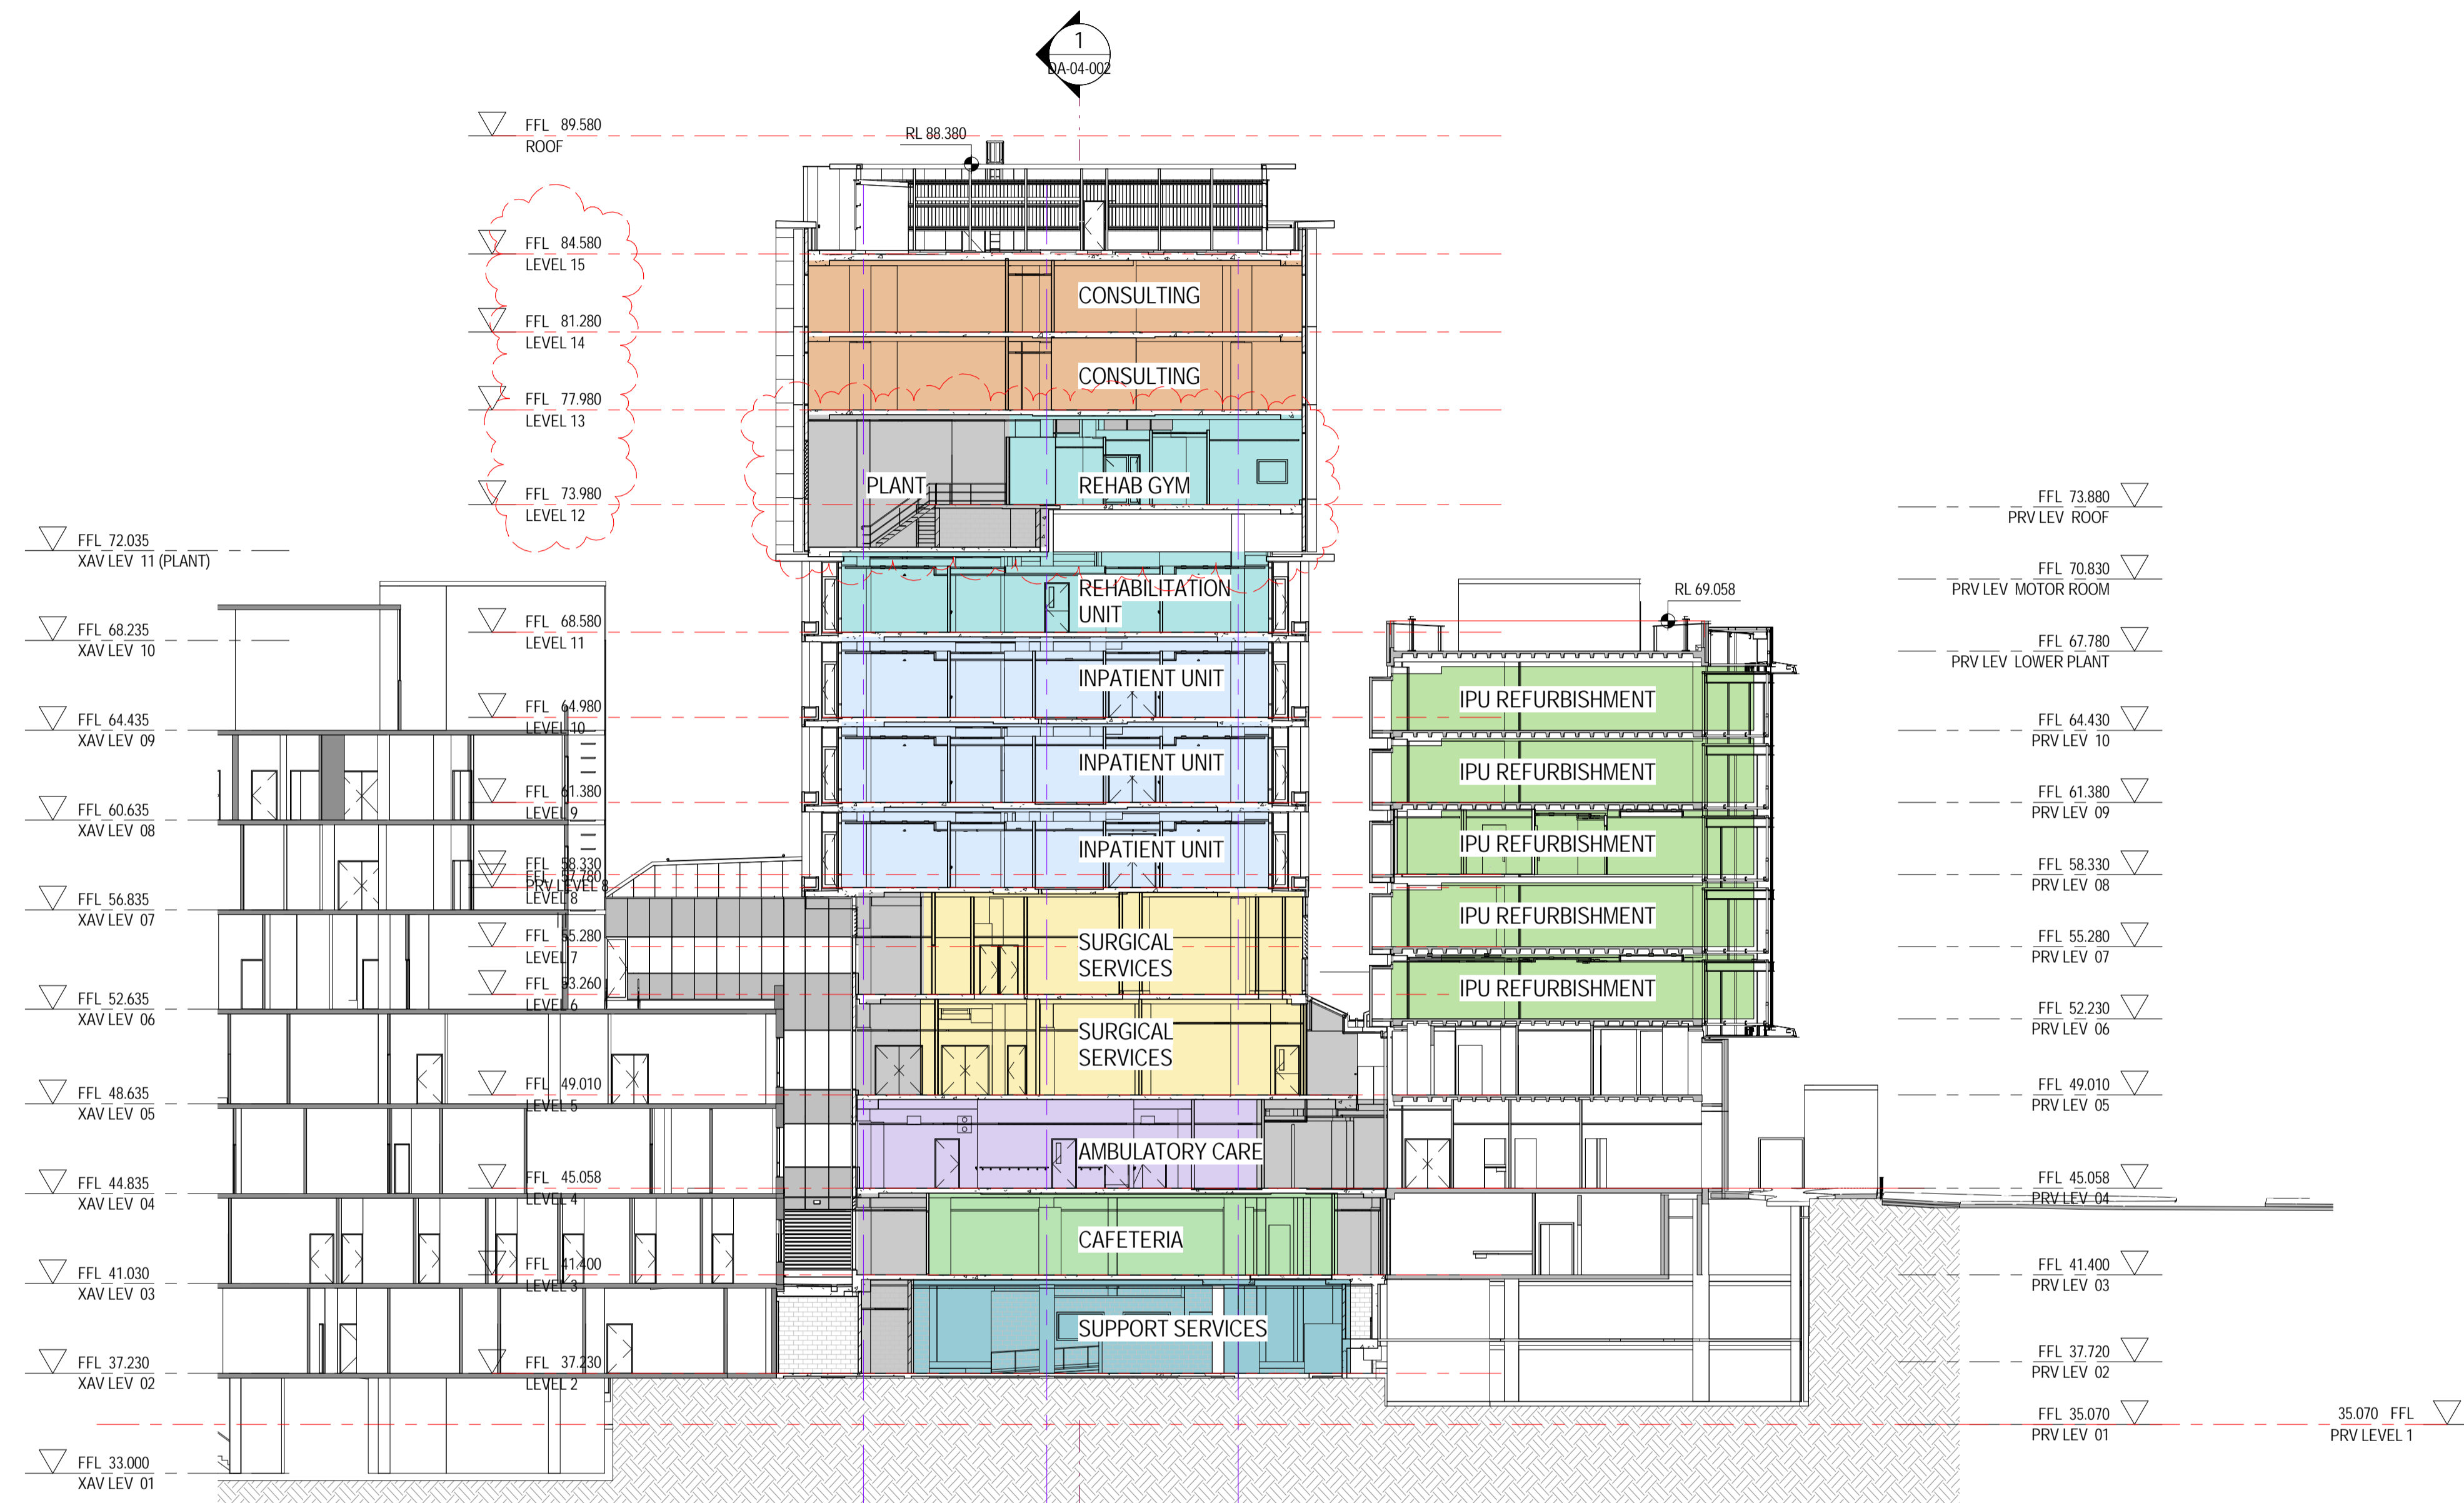 1
DA-04-002
FFL 89.580
ROOF
RL 88.380
FFL 84.580
LEVEL 15
CONSULTING
FFL 81.280
LEVEL 14
CONSULTING
FFL 77.980
LEVEL 13
PLANT
REHAB GYM
FFL 73.980
LEVEL 12
FFL 73.880
PRV LEV ROOF
FFL 72.035
XAV LEV 11 (PLANT)
FFL 70.830
PRV LEV MOTOR ROOM
REHABILITATION
UNIT
RL 69.058
FFL 68.580
LEVEL 11
FFL 68.235
XAV LEV 10
FFL 67.780
PRV LEV LOWER PLANT
INPATIENT UNIT
IPU REFURBISHMENT
FFL 64.980
LEVEL 10
FFL 64.435
XAV LEV 09
FFL 64.430
PRV LEV 10
INPATIENT UNIT
IPU REFURBISHMENT
FFL 61.380
LEVEL 9
FFL 61.380
PRV LEV 09
FFL 60.635
XAV LEV 08
INPATIENT UNIT
IPU REFURBISHMENT
FFL 58.330
PRV LEVEL 8
FFL 57.780
LEVEL 8
FFL 58.330
PRV LEV 08
FFL 56.835
XAV LEV 07
IPU REFURBISHMENT
SURGICAL
SERVICES
FFL 55.280
LEVEL 7
FFL 55.280
PRV LEV 07
FFL 53.260
LEVEL 6
IPU REFURBISHMENT
FFL 52.635
XAV LEV 06
FFL 52.230
PRV LEV 06
SURGICAL
SERVICES
FFL 49.010
LEVEL 5
FFL 49.010
PRV LEV 05
FFL 48.635
XAV LEV 05
AMBULATORY CARE
FFL 45.058
LEVEL 4
FFL 45.058
PRV LEV 04
FFL 44.835
XAV LEV 04
CAFETERIA
FFL 41.400
LEVEL 3
FFL 41.400
PRV LEV 03
FFL 41.030
XAV LEV 03
SUPPORT SERVICES
FFL 37.720
PRV LEV 02
FFL 37.230
XAV LEV 02
FFL 37.230
LEVEL 2
FFL 35.070
PRV LEV 01
35.070 FFL
PRV LEVEL 1
FFL 33.000
XAV LEV 01